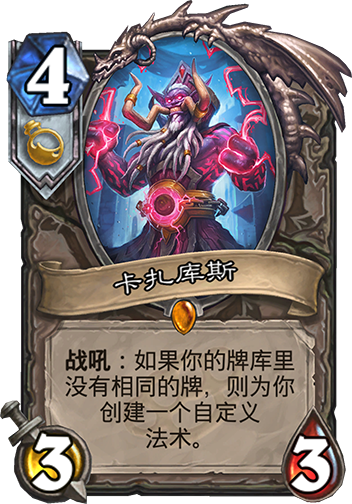 4
卡扎库斯
战吼：如果你的牌库里
没有相同的牌，则为你
创建一个自定义
法术。
3
3